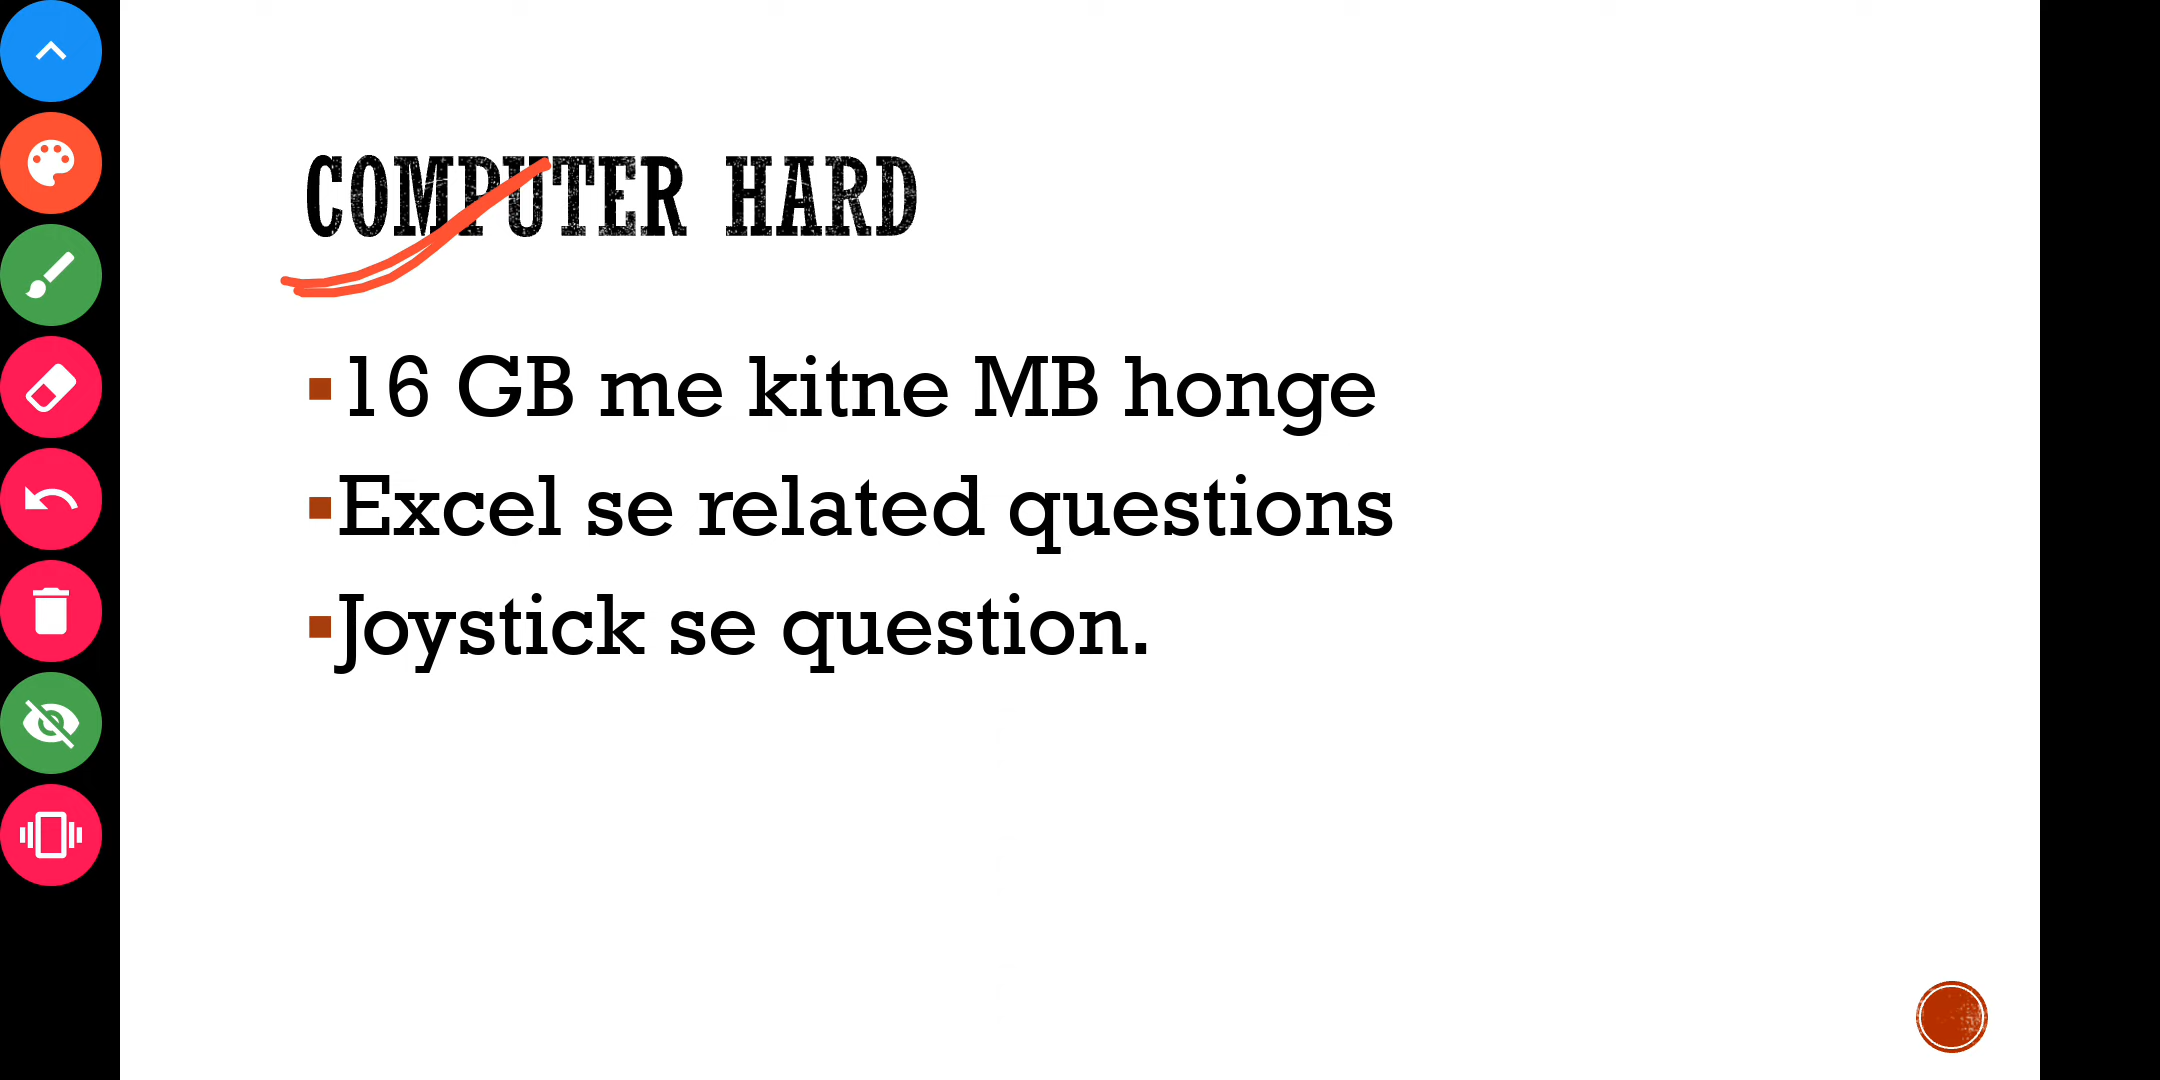 COMPUTER HARD
▪16 GB me kitne MB honge
▪Excel se related questions
▪Joystick se question.